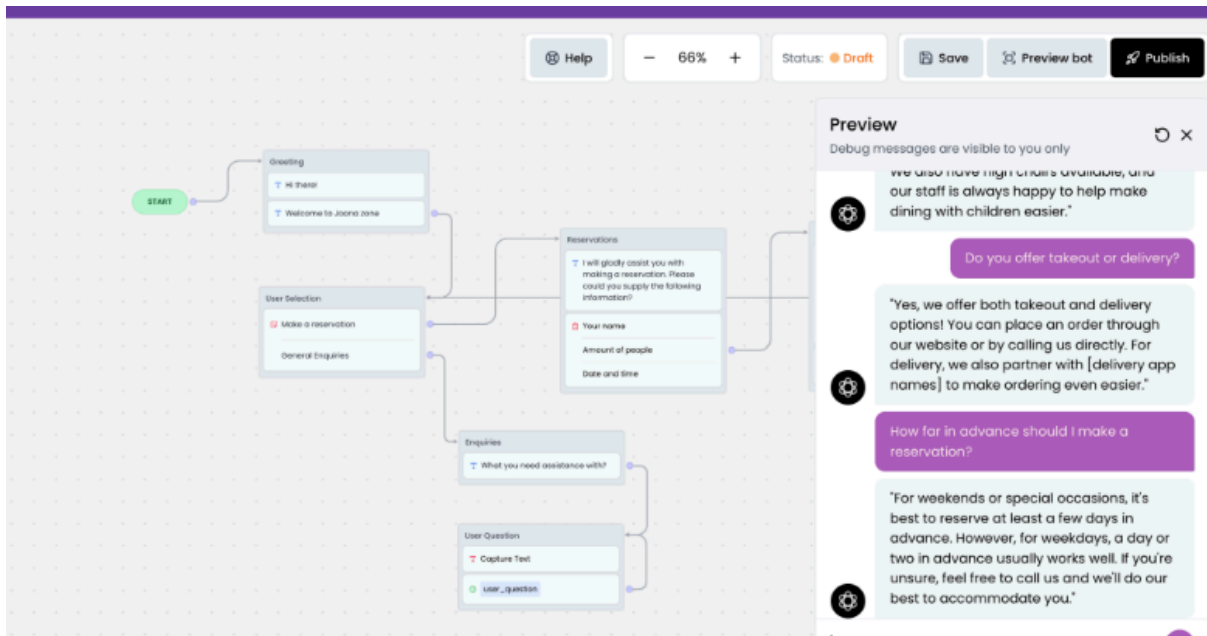 Help
66%
Status: Draft
Save
Preview bot
Publish
START
Greeting
Hi there!
Welcome to Joana zone
User Selection
Make a reservation
General Enquiries
Reservations
I will gladly assist you with
making a reservation. Please
could you supply the following
information?
Your name
Amount of people
Date and time
Enquiries
What you need assistance with?
User Question
Capture Text
user_question
Preview
Debug messages are visible to you only
We also have high chairs available, and
our staff is always happy to help make
dining with children easier."
Do you offer takeout or delivery?
"Yes, we offer both takeout and delivery
options! You can place an order through
our website or by calling us directly. For
delivery, we also partner with [delivery app
names] to make ordering even easier."
How far in advance should I make a
reservation?
"For weekends or special occasions, it's
best to reserve at least a few days in
advance. However, for weekdays, a day or
two in advance usually works well. If you're
unsure, feel free to call us and we'll do our
best to accommodate you."